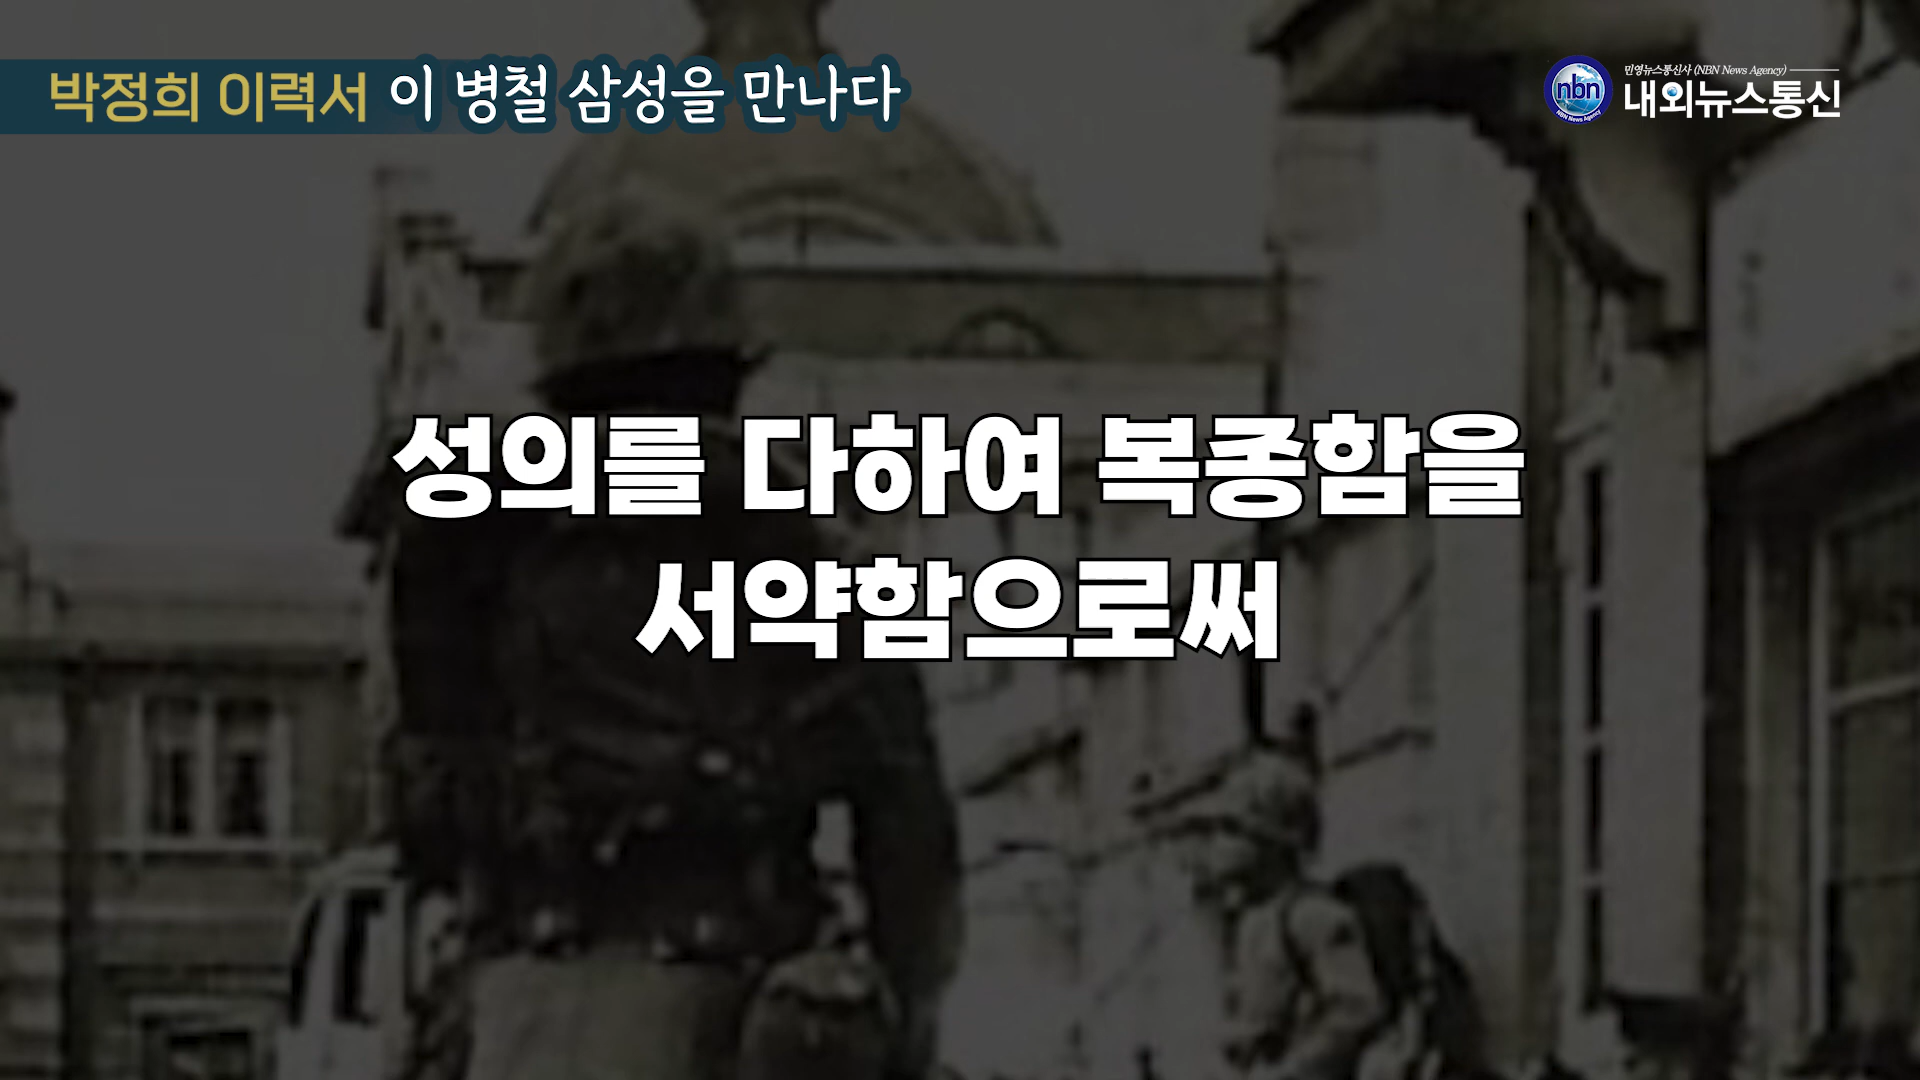 박정희 이력서 이 병철 삼성을 만나다
민영뉴스통신사 (NBN News Agency)
nbn 내외뉴스통신
NBN News Agency
성의를 다하여 복종함을
서약함으로써